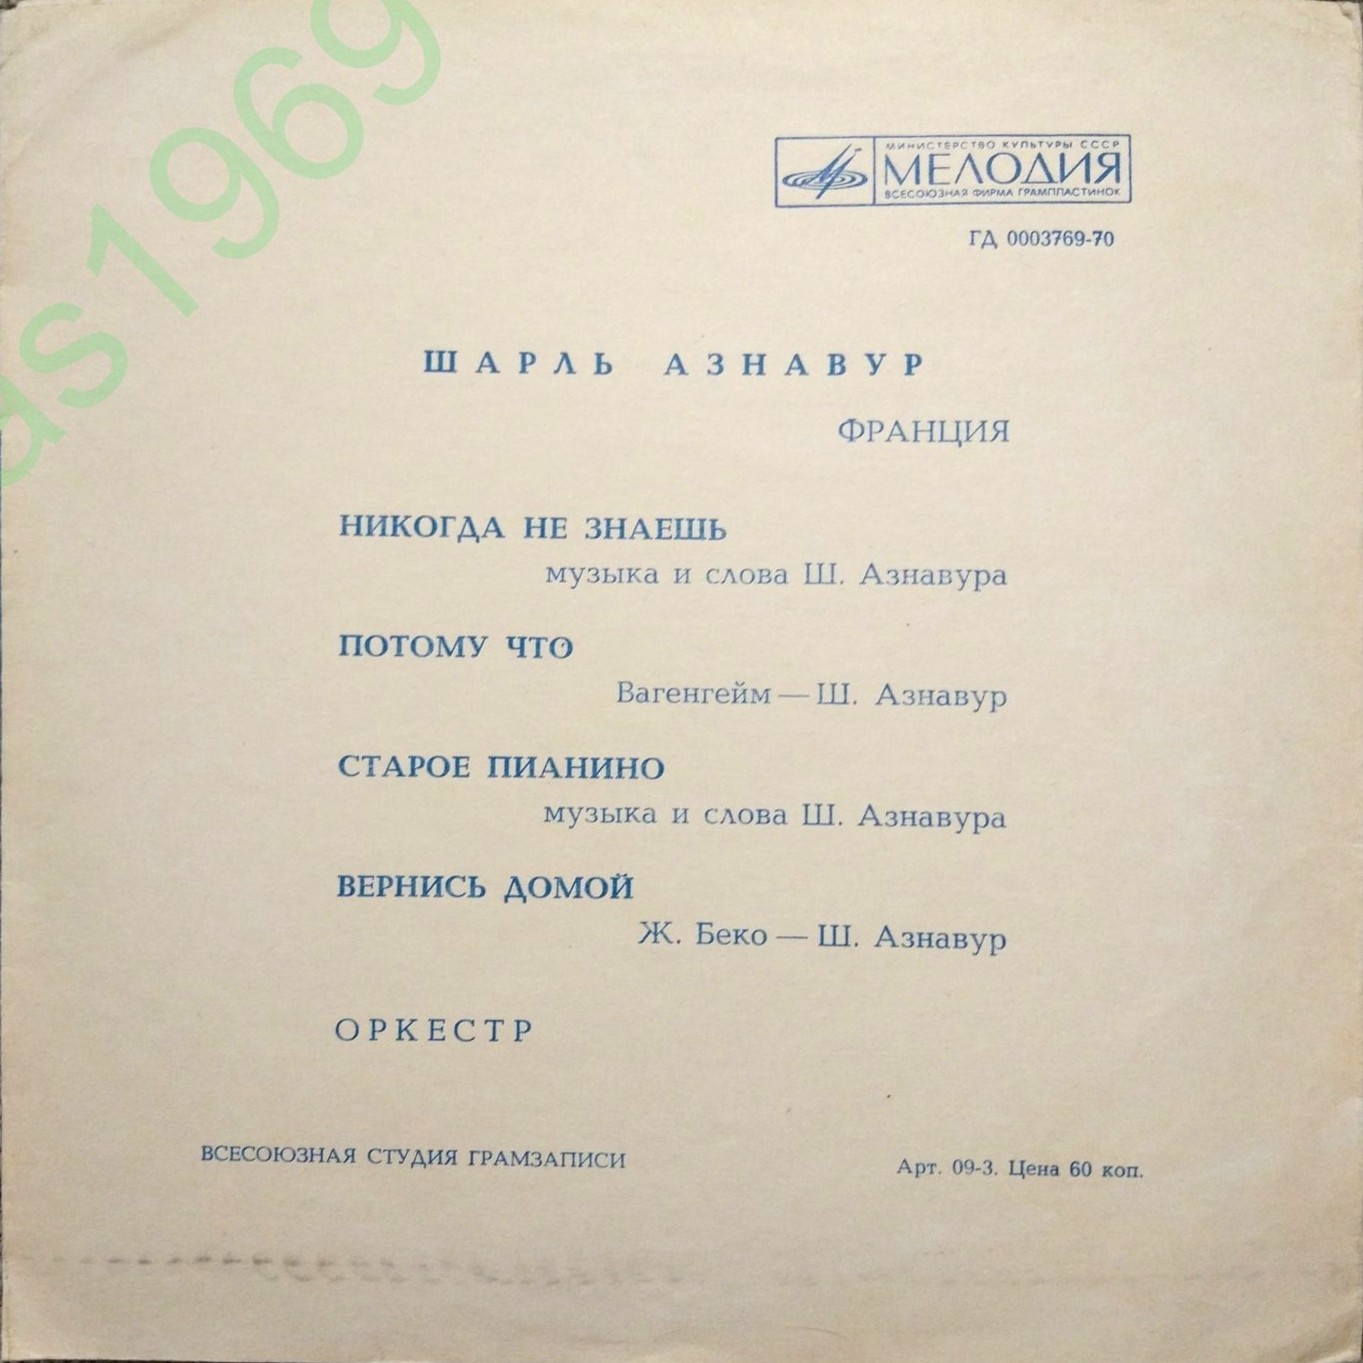 as1969
МИНИСТЕРСТВО КУЛЬТУРЫ СССР
МЕЛОДИЯ
ВСЕСОЮЗНАЯ ФИРМА ГРАМПЛАСТИНОК
ГД 0003769-70
ШАРЛЬ АЗНАВУР
ФРАНЦИЯ
НИКОГДА НЕ ЗНАЕШЬ
музыка и слова Ш. Азнавура
ПОТОМУ ЧТО
Вагенгейм — Ш. Азнавур
СТАРОЕ ПИАНИНО
музыка и слова Ш. Азнавура
ВЕРНИСЬ ДОМОЙ
Ж. Беко — Ш. Азнавур
ОРКЕСТР
ВСЕСОЮЗНАЯ СТУДИЯ ГРАМЗАПИСИ
Арт. 09-3. Цена 60 коп.